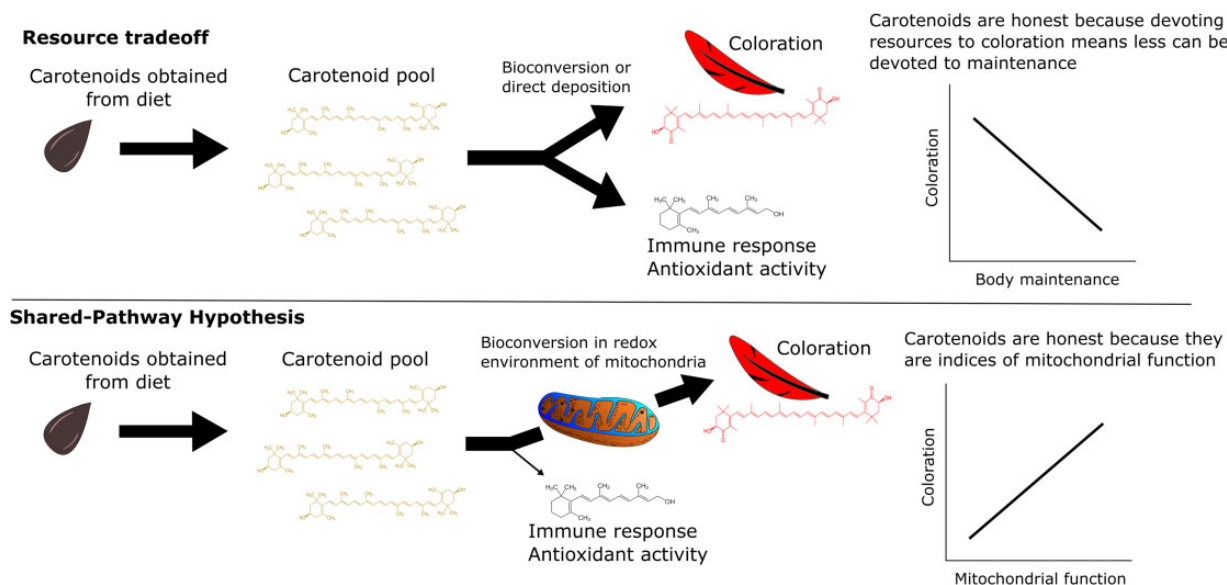 Resource tradeoff
Carotenoids obtained
from diet
Carotenoid pool
Bioconversion or
direct deposition
Coloration
Immune response
Antioxidant activity
Carotenoids are honest because devoting
resources to coloration means less can be
devoted to maintenance
Coloration
Body maintenance
Shared-Pathway Hypothesis
Carotenoids obtained
from diet
Carotenoid pool
Bioconversion in redox
environment of mitochondria
Coloration
Immune response
Antioxidant activity
Carotenoids are honest because they
are indices of mitochondrial function
Coloration
Mitochondrial function